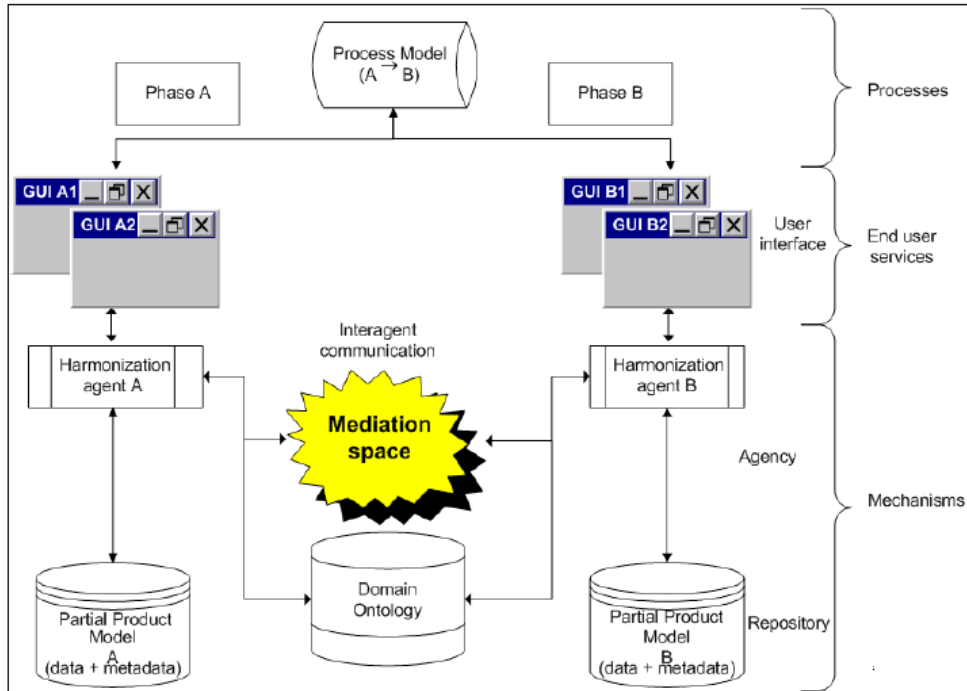 Process Model
(A → B)
Phase A
Phase B
Processes
GUI A1
GUI A2
GUI B1
GUI B2
User
interface
End user
services
Interagent
communication
Harmonization
agent A
Harmonization
agent B
Mediation
space
Agency
Mechanisms
Domain
Ontology
Partial Product
Model
A
(data + metadata)
Partial Product
Model
B
(data + metadata)
Repository